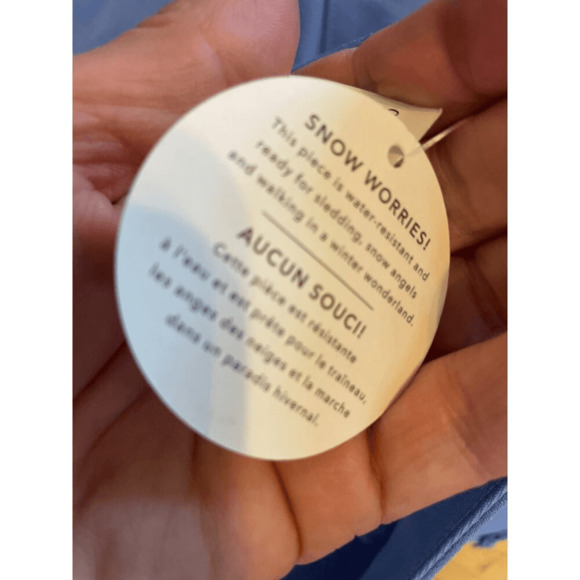 SNOW WORRIES!
This piece is water-resistant and
ready for sledding, snow angels
and walking in a winter wonderland.
AUCUN SOUCI!
Cette pièce est résistante
à l'eau et est prête pour le traîneau,
les anges des neiges et la marche
dans un paradis hivernal.